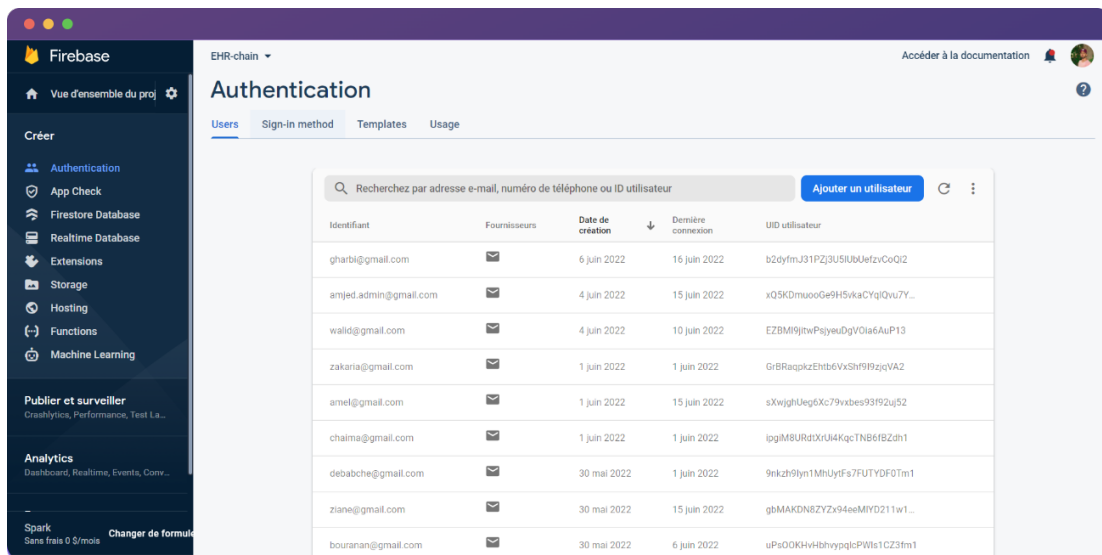 Firebase
EHR-chain
Accéder à la documentation
Vue d'ensemble du proj
Authentication
Créer
Users Sign-in method Templates Usage
Authentication
App Check
Firestore Database
Realtime Database
Extensions
Storage
Hosting
Functions
Machine Learning
Publier et surveiller
Crashlytics, Performance, Test La...
Analytics
Dashboard, Realtime, Events, Conv...
Spark
Sans frais 0 $/mois
Changer de formule
Recherchez par adresse e-mail, numéro de téléphone ou ID utilisateur
Ajouter un utilisateur
Identifiant Fournisseurs Date de création Dernière connexion UID utilisateur
gharbi@gmail.com 6 juin 2022 16 juin 2022 b2dyfmJ31PZj3U5lUbUefzvCoQi2
amjed.admin@gmail.com 4 juin 2022 15 juin 2022 xQ5KDmuooGe9H5vkaCYqlQvu7Y...
walid@gmail.com 4 juin 2022 10 juin 2022 EZBMI9jitwPsjyeuDgVOia6AuP13
zakaria@gmail.com 1 juin 2022 1 juin 2022 GrBRaqpkzEhtb6VxShf9I9zjqVA2
amel@gmail.com 1 juin 2022 15 juin 2022 sXwjghUeg6Xc79vxbes93f92uj52
chaima@gmail.com 1 juin 2022 1 juin 2022 ipgiM8URdtXrUi4KqcTNB6fBZdh1
debabche@gmail.com 30 mai 2022 1 juin 2022 9nkzh9Iyn1MhUytFs7FUTYDF0Tm1
ziane@gmail.com 30 mai 2022 15 juin 2022 gbMAKDN8ZYZx94eeMIYD211w1...
bouranan@gmail.com 30 mai 2022 6 juin 2022 uPsOOKHvHbhvypqlcPWIs1CZ3fm1